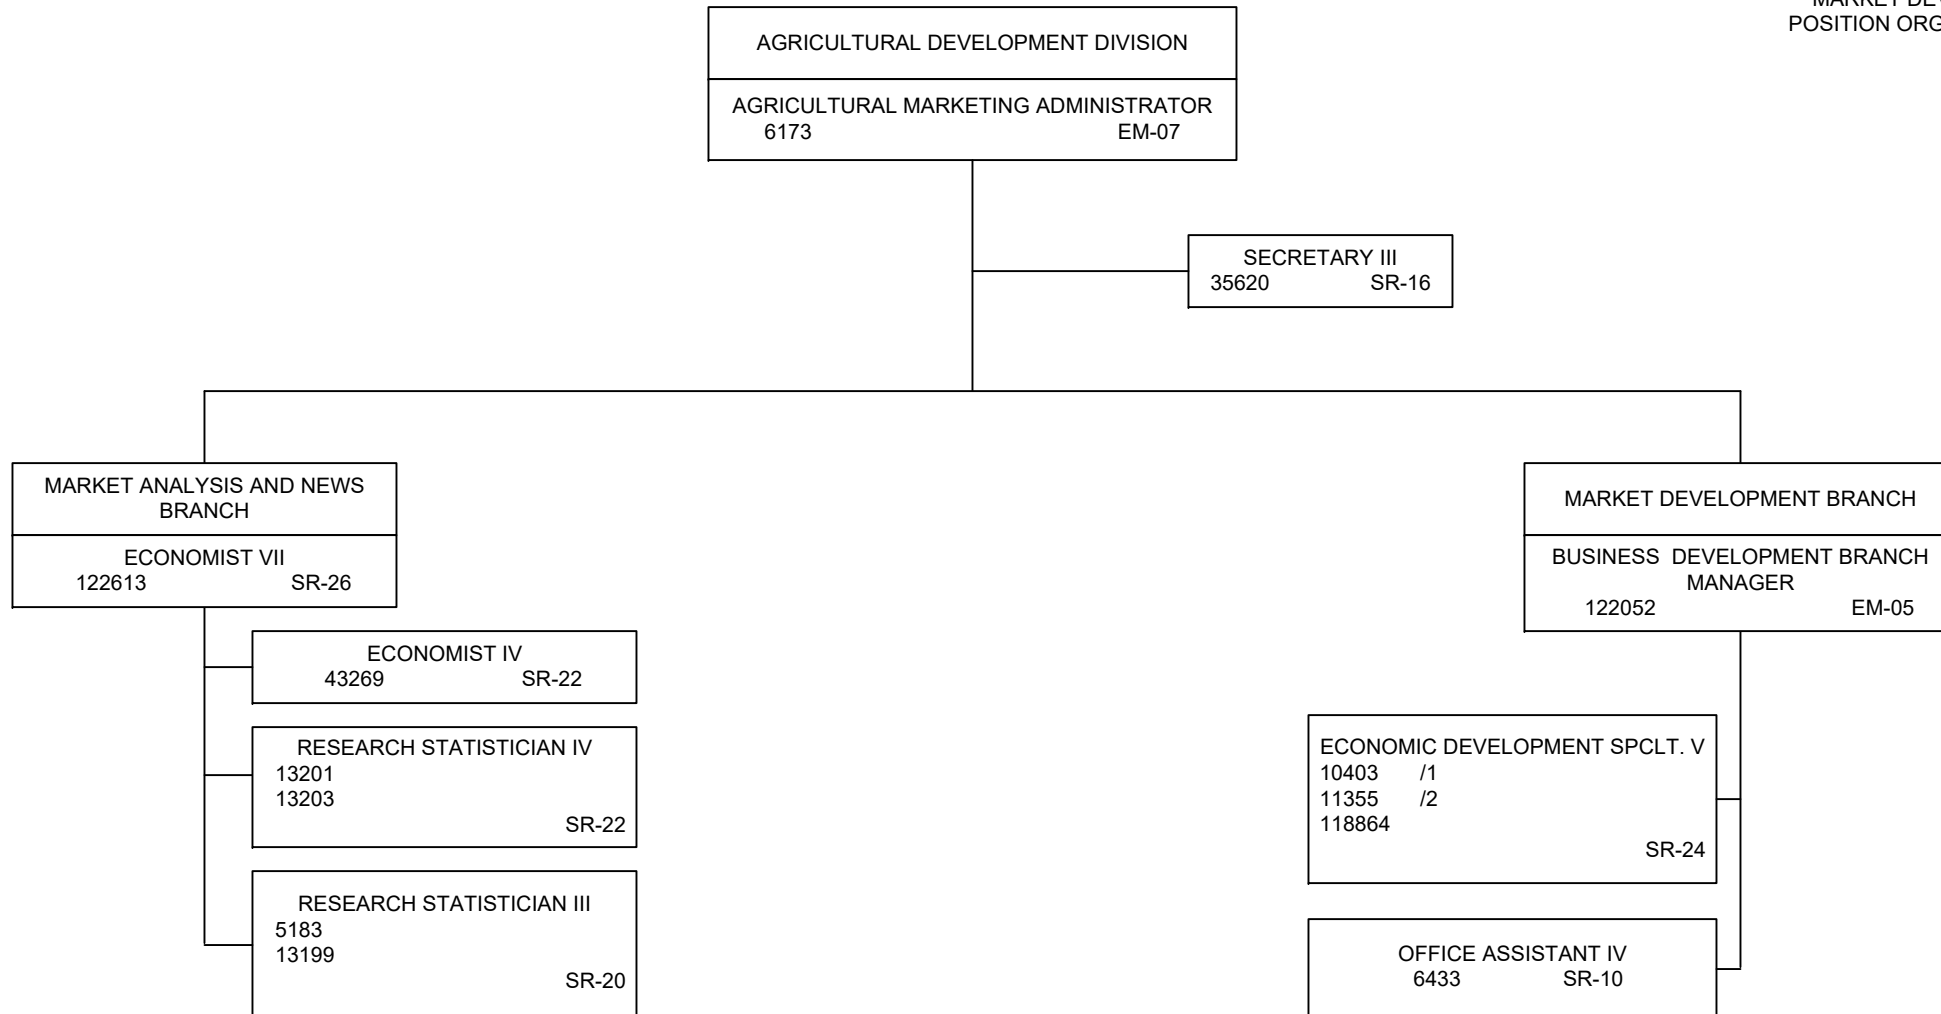 MARKET DEV
POSITION ORG
AGRICULTURAL DEVELOPMENT DIVISION
AGRICULTURAL MARKETING ADMINISTRATOR
6173 EM-07
SECRETARY III
35620 SR-16
MARKET ANALYSIS AND NEWS
BRANCH
ECONOMIST VII
122613 SR-26
ECONOMIST IV
43269 SR-22
RESEARCH STATISTICIAN IV
13201
13203
SR-22
RESEARCH STATISTICIAN III
5183
13199
SR-20
MARKET DEVELOPMENT BRANCH
BUSINESS DEVELOPMENT BRANCH
MANAGER
122052 EM-05
ECONOMIC DEVELOPMENT SPCLT. V
10403 /1
11355 /2
118864
SR-24
OFFICE ASSISTANT IV
6433 SR-10